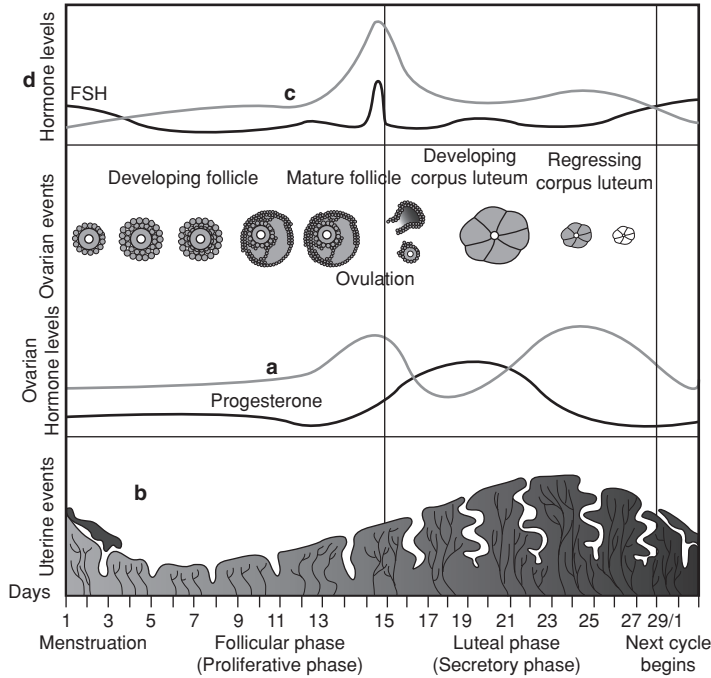 d
Hormone levels
FSH
c
Ovarian events
Developing follicle
Mature follicle
Developing
corpus luteum
Regressing
corpus luteum
Ovulation
Ovarian
Hormone levels
a
Progesterone
Uterine events
b
Days
1 3 5 7 9 11 13 15 17 19 21 23 25 27 29/1
Menstruation
Follicular phase
(Proliferative phase)
Luteal phase
(Secretory phase)
Next cycle
begins